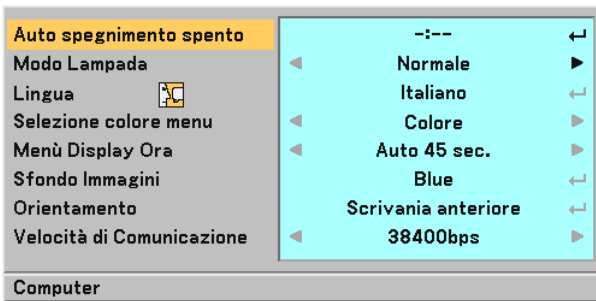 Auto spegnimento spento -:--
Modo Lampada Normale
Lingua Italiano
Selezione colore menu Colore
Menù Display Ora Auto 45 sec.
Sfondo Immagini Blue
Orientamento Scrivania anteriore
Velocità di Comunicazione 38400bps
Computer